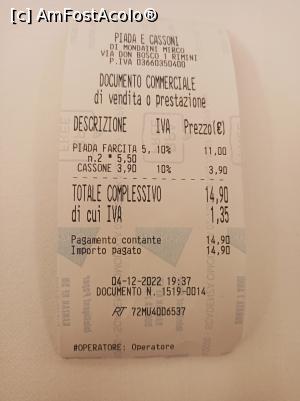 [c] AmFostAcolo®
PIADA E CASSONI
DI MONDAINI MIRCO
VIA DON BOSCO 1 RIMINI
P.IVA 03660350400
DOCUMENTO COMMERCIALE
di vendita o prestazione
DESCRIZIONE IVA Prezzo(€)
PIADA FARCITA 5, 10% 11,00
n.2 * 5,50
CASSONE 3,90 10% 3,90
TOTALE COMPLESSIVO 14,90
di cui IVA 1,35
Pagamento contante 14,90
Importo pagato 14,90
04-12-2022 19:37
DOCUMENTO N. 1519-0014
RT 72MU4006537
#OPERATORE: Operatore